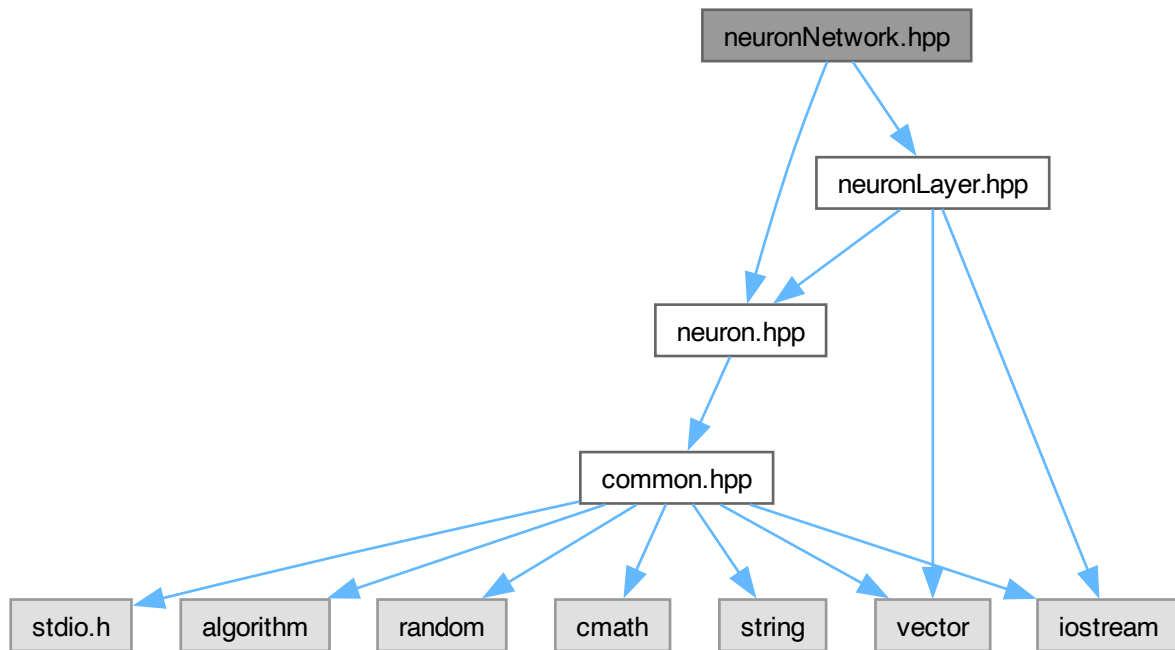 neuronNetwork.hpp
neuronLayer.hpp
neuron.hpp
common.hpp
stdio.h
algorithm
random
cmath
string
vector
iostream